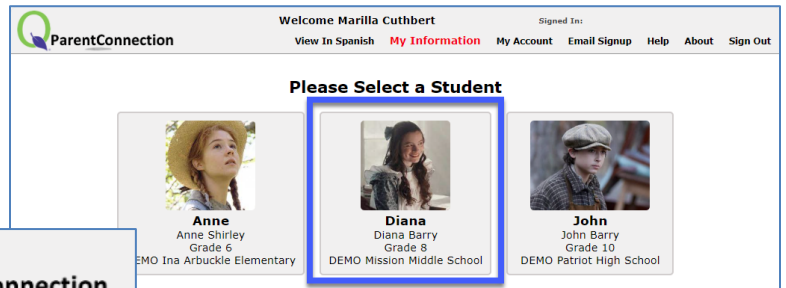 Welcome Marilla Cuthbert
Signed In:
ParentConnection
View In Spanish My Information My Account Email Signup Help About Sign Out
Please Select a Student
Anne Diana John
Anne Shirley Diana Barry John Barry
Grade 6 Grade 8 Grade 10
DEMO Ina Arbuckle Elementary DEMO Mission Middle School DEMO Patriot High School